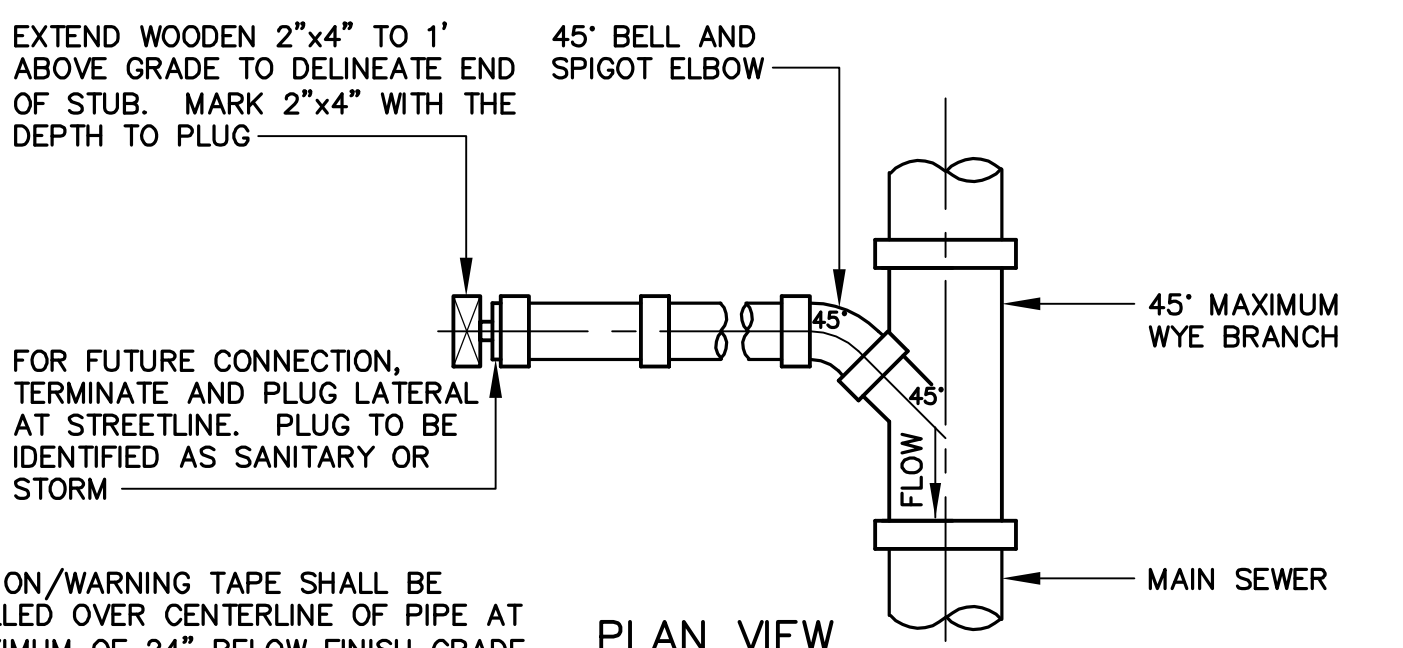 EXTEND WOODEN 2"x4" TO 1'
ABOVE GRADE TO DELINEATE END
OF STUB. MARK 2"x4" WITH THE
DEPTH TO PLUG
45° BELL AND
SPIGOT ELBOW
45°
45°
45° MAXIMUM
WYE BRANCH
FOR FUTURE CONNECTION,
TERMINATE AND PLUG LATERAL
AT STREETLINE. PLUG TO BE
IDENTIFIED AS SANITARY OR
STORM
FLOW
MAIN SEWER
ON/WARNING TAPE SHALL BE
LLED OVER CENTERLINE OF PIPE AT
IMUM OF 24" BELOW FINISH GRADE
PLAN VIEW